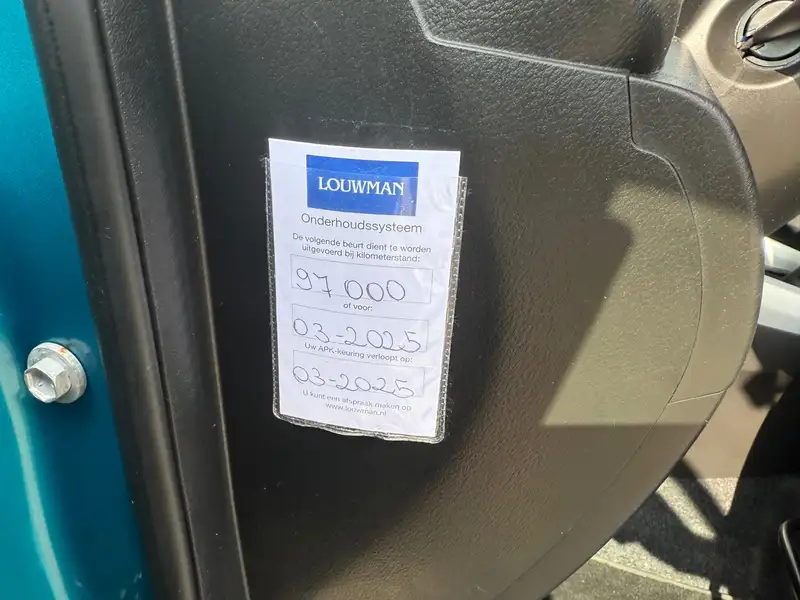 LOUWMAN
Onderhoudssysteem
De volgende beurt dient te worden
uitgevoerd bij kilometerstand:
97 000
of voor:
03-2025
Uw APK-keuring verloopt op:
03-2025
U kunt een afspraak maken op
www.louwman.nl